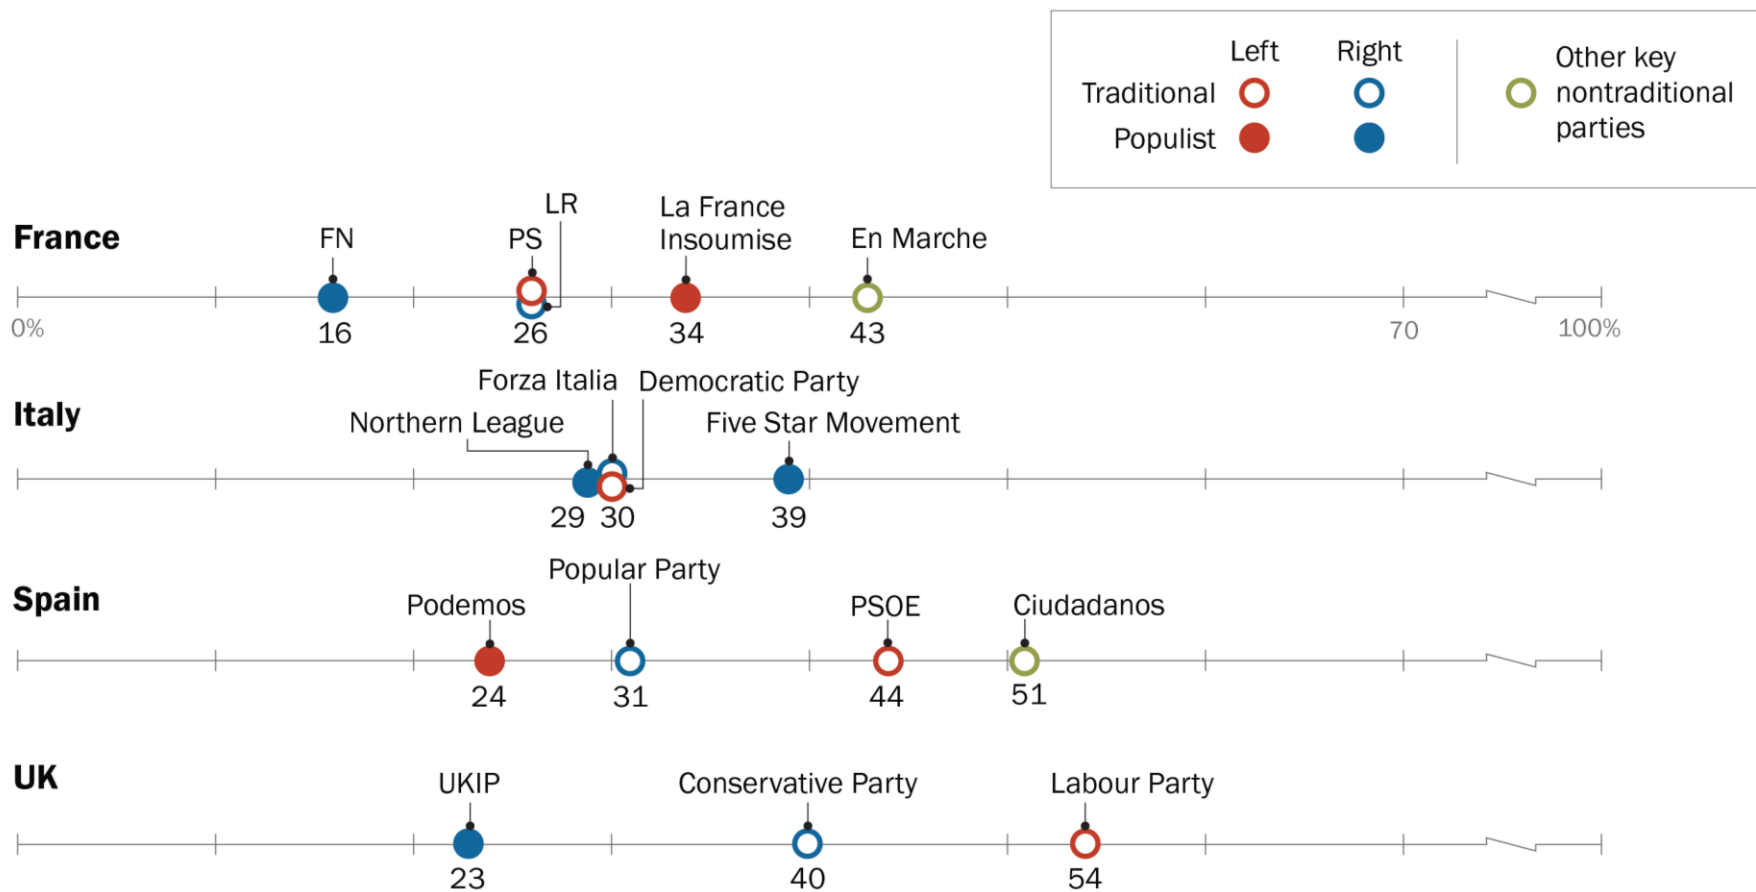 Left Right
Traditional
Populist
Other key
nontraditional
parties
France
FN
PS
LR
La France
Insoumise
En Marche
0% 16 26 34 43 70 100%
Italy
Northern League
Forza Italia
Democratic Party
Five Star Movement
29 30 39
Spain
Podemos
Popular Party
PSOE
Ciudadanos
24 31 44 51
UK
UKIP
Conservative Party
Labour Party
23 40 54